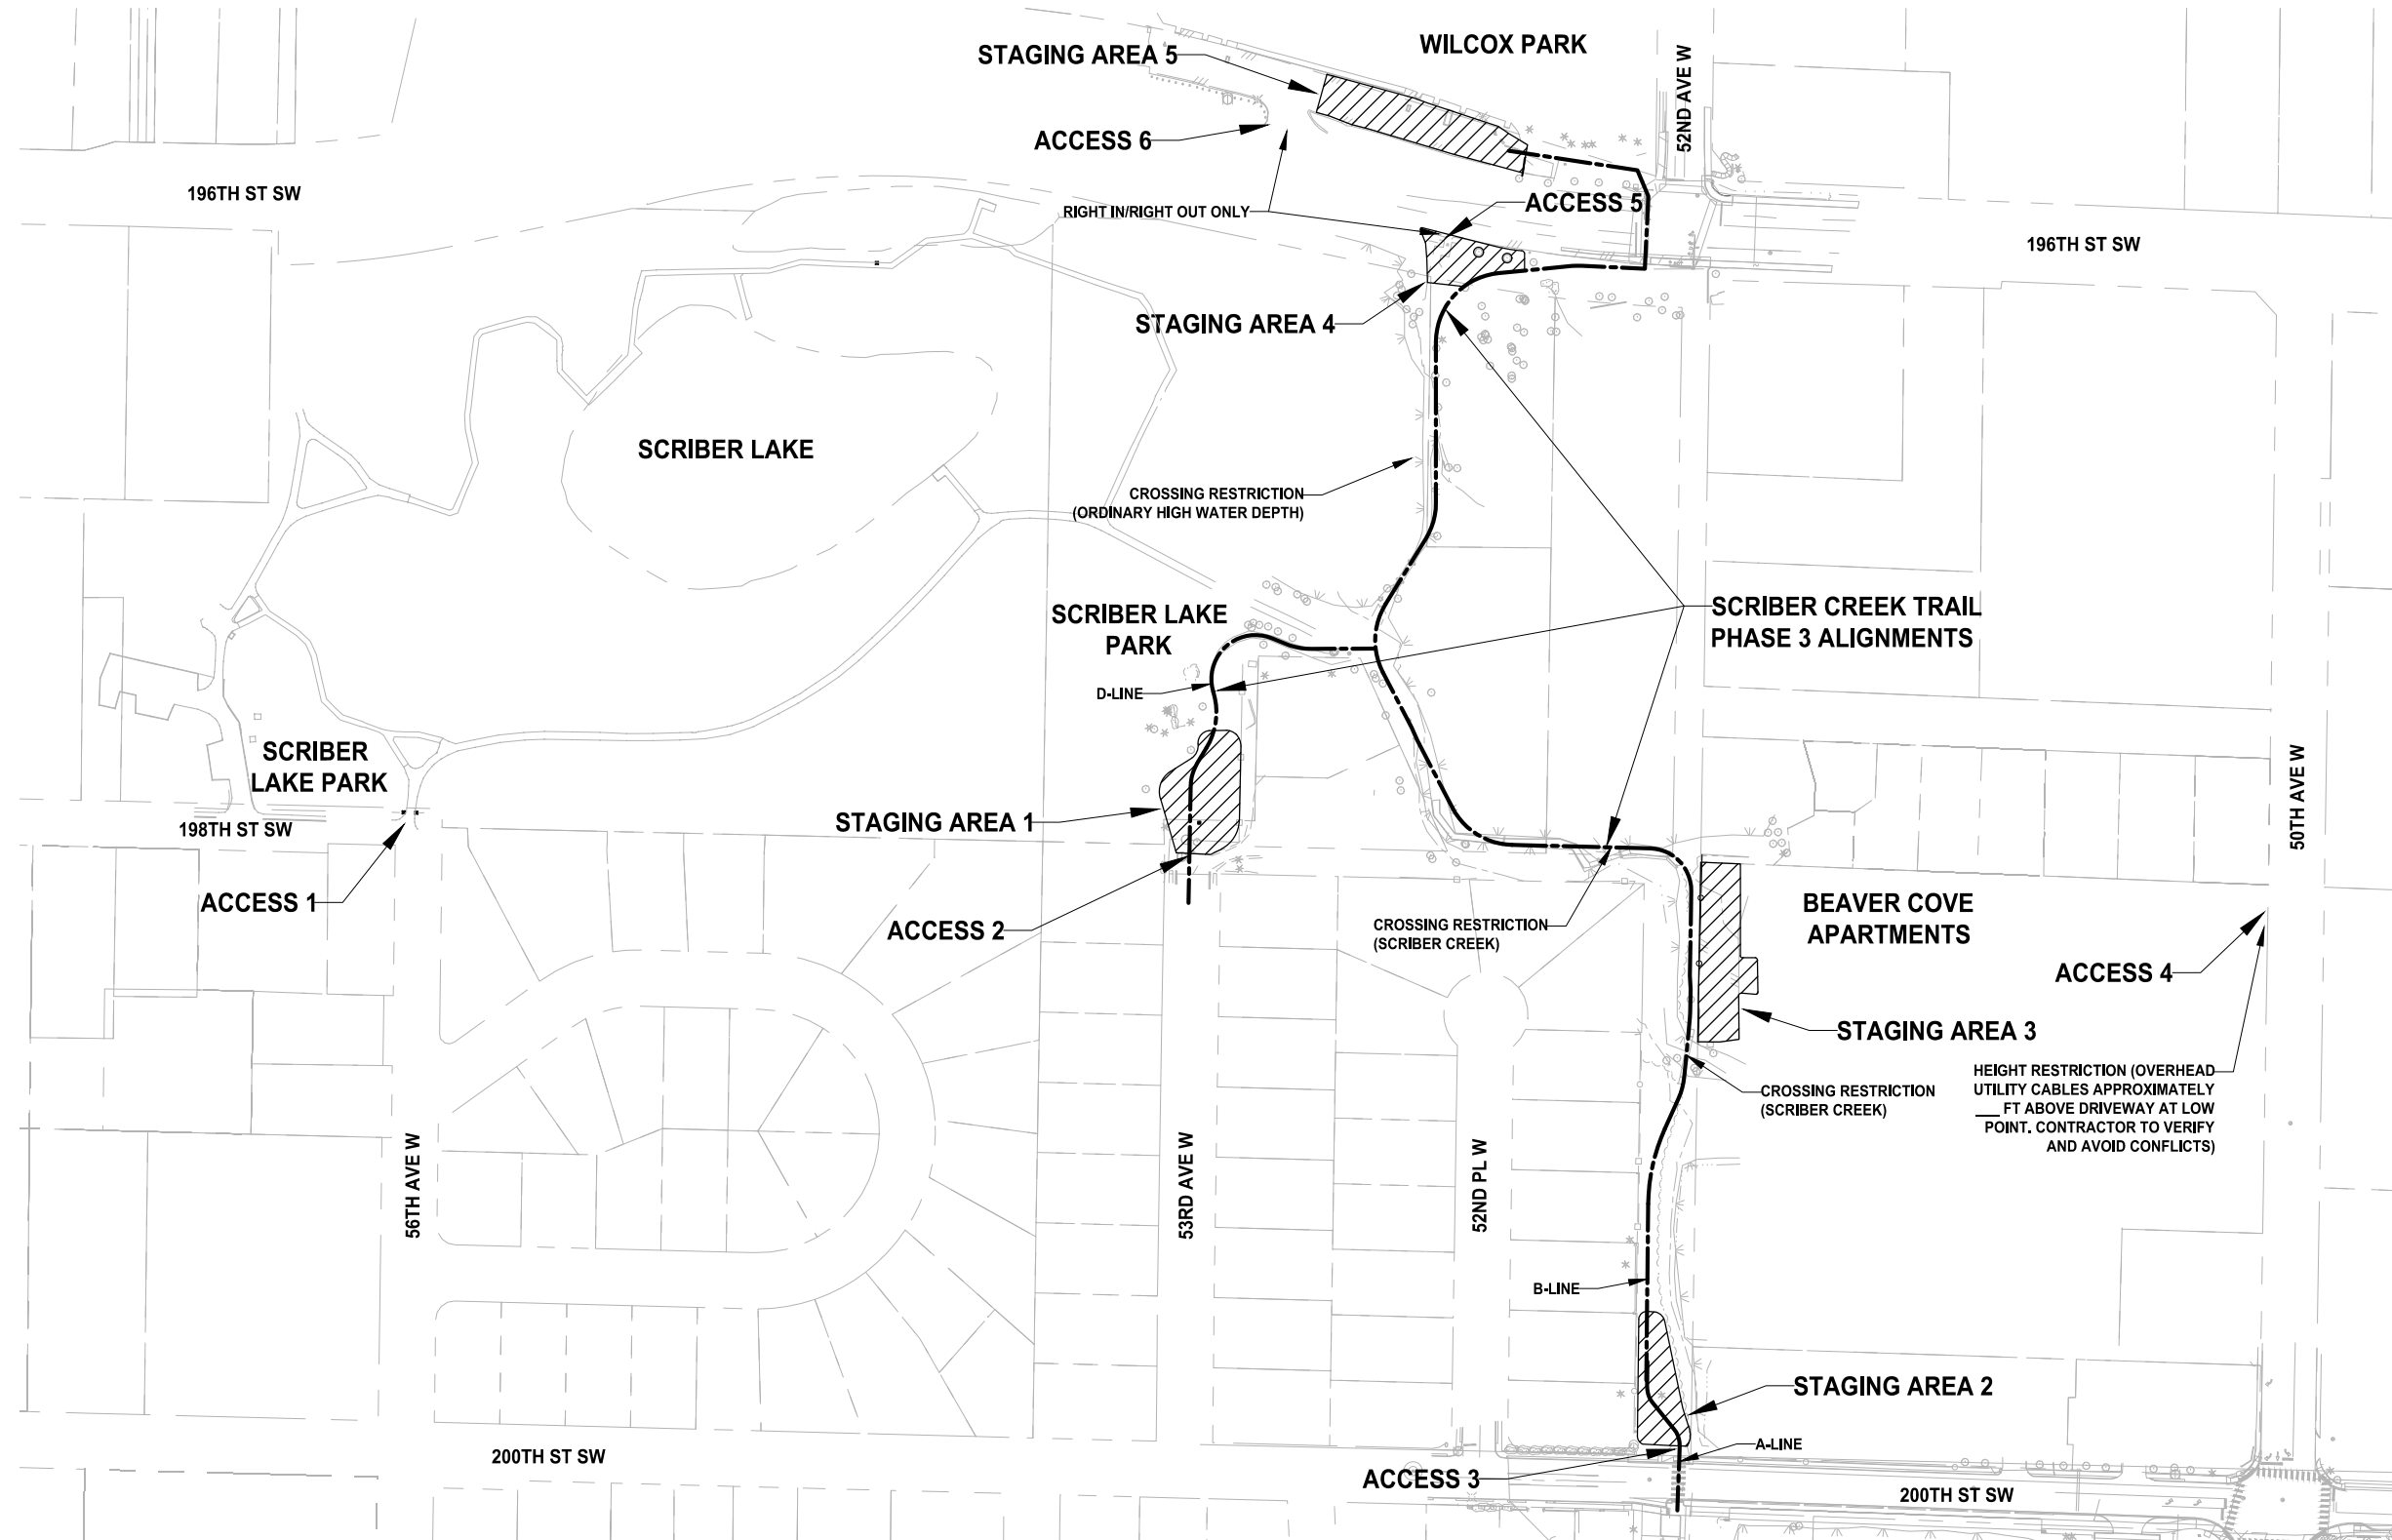 WILCOX PARK
STAGING AREA 5
52ND AVE W
ACCESS 6
196TH ST SW
ACCESS 5
RIGHT IN/RIGHT OUT ONLY
196TH ST SW
STAGING AREA 4
SCRIBER LAKE
CROSSING RESTRICTION
(ORDINARY HIGH WATER DEPTH)
SCRIBER LAKE
PARK
SCRIBER CREEK TRAIL
PHASE 3 ALIGNMENTS
D-LINE
SCRIBER
LAKE PARK
50TH AVE W
STAGING AREA 1
198TH ST SW
ACCESS 1
ACCESS 2
CROSSING RESTRICTION
(SCRIBER CREEK)
BEAVER COVE
APARTMENTS
ACCESS 4
STAGING AREA 3
HEIGHT RESTRICTION (OVERHEAD
UTILITY CABLES APPROXIMATELY
___ FT ABOVE DRIVEWAY AT LOW
POINT. CONTRACTOR TO VERIFY
AND AVOID CONFLICTS)
CROSSING RESTRICTION
(SCRIBER CREEK)
56TH AVE W
53RD AVE W
52ND PL W
B-LINE
STAGING AREA 2
A-LINE
200TH ST SW
ACCESS 3
200TH ST SW